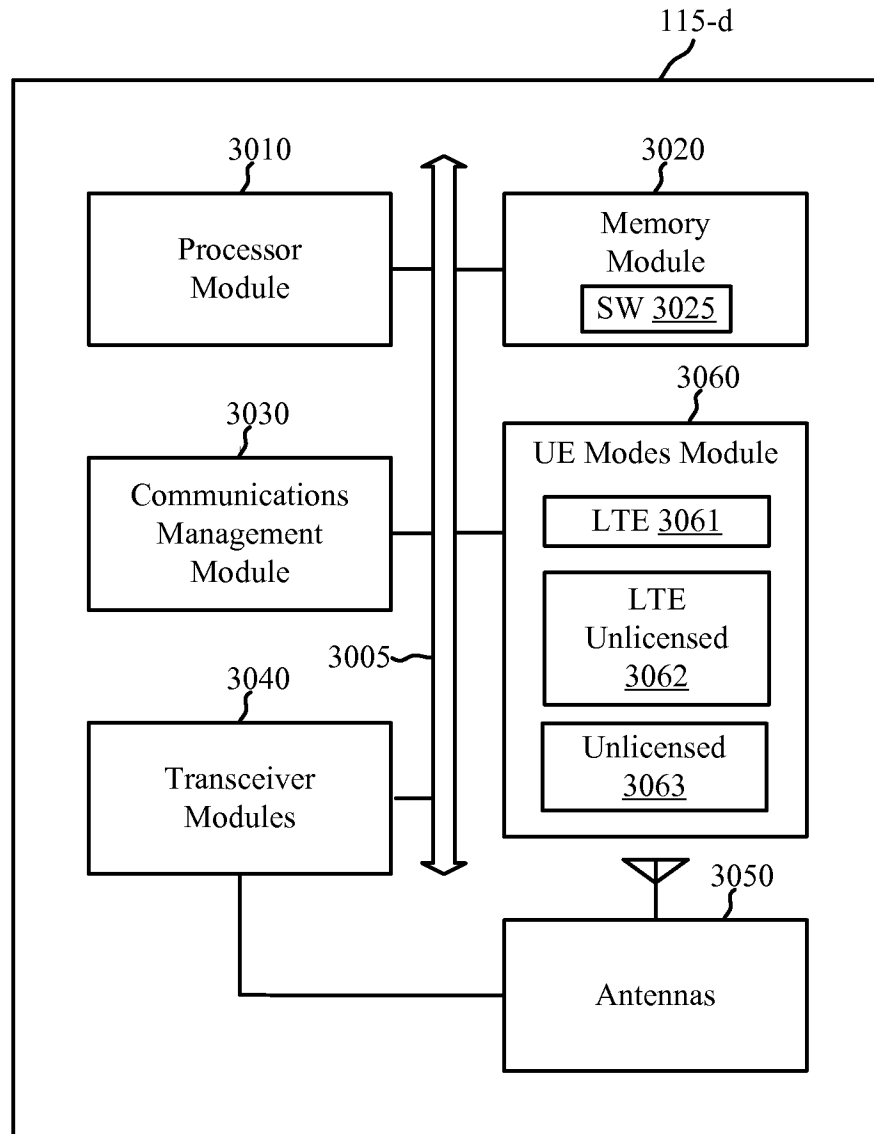 115-d
3010
Processor
Module
3020
Memory
Module
SW 3025
3030
Communications
Management
Module
3060
UE Modes Module
LTE 3061
LTE
Unlicensed
3062
Unlicensed
3063
3005
3040
Transceiver
Modules
3050
Antennas